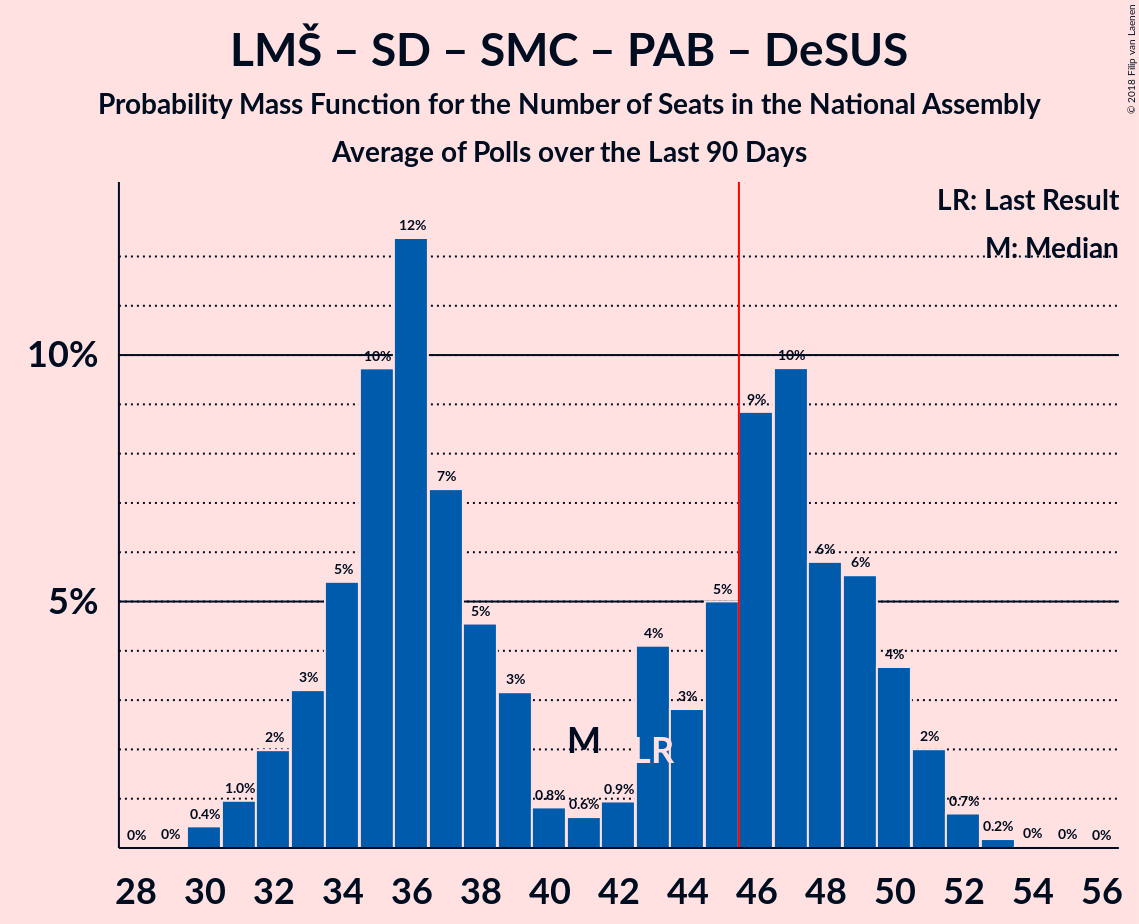 LMŠ – SD – SMC – PAB – DeSUS
Probability Mass Function for the Number of Seats in the National Assembly
Average of Polls over the Last 90 Days
© 2018 Filip van Laenen
LR: Last Result
M: Median
10%
5%
0% 0% 0.4% 1.0% 2% 3% 5% 10% 12% 7% 5% 3% 0.8% 0.6% 0.9% 4% 3% 5% 9% 10% 6% 6% 4% 2% 0.7% 0.2% 0% 0% 0%
M LR
28 30 32 34 36 38 40 42 44 46 48 50 52 54 56